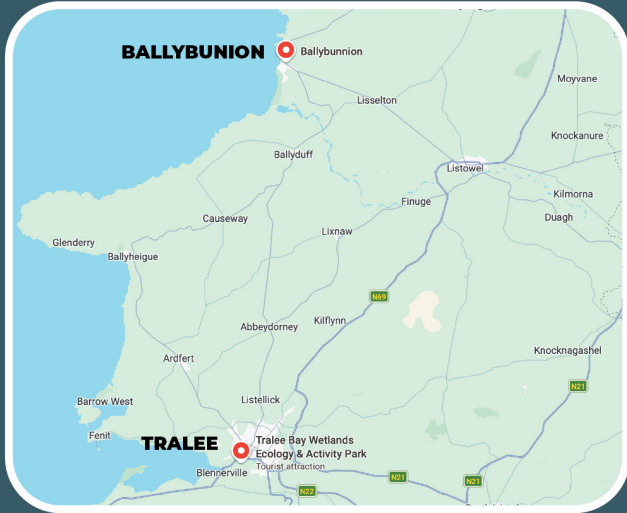 BALLYBUNION
Ballybunnion
Moyvane
Lisselton
Knockanure
Ballyduff
Listowel
Kilmorna
Finuge
Duagh
Causeway
Lixnaw
Glenderry
Ballyheigue
N69
Kilflynn
Abbeydorney
Knocknagashel
Ardfert
N21
Barrow West
Listellick
Fenit
TRALEE
Tralee Bay Wetlands
Ecology & Activity Park
Tourist attraction
Blennerville
N21
N21
N22